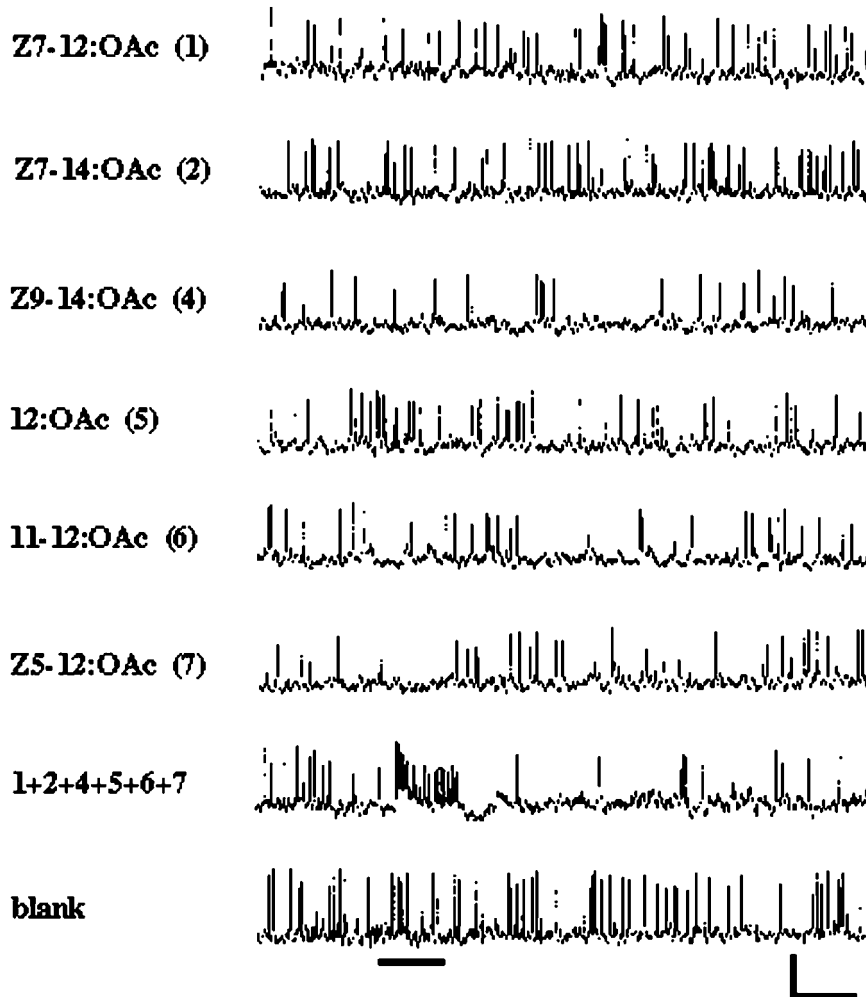 Z7-12:OAc (1)
Z7-14:OAc (2)
Z9-14:OAc (4)
12:OAc (5)
11-12:OAc (6)
Z5-12:OAc (7)
1+2+4+5+6+7
blank